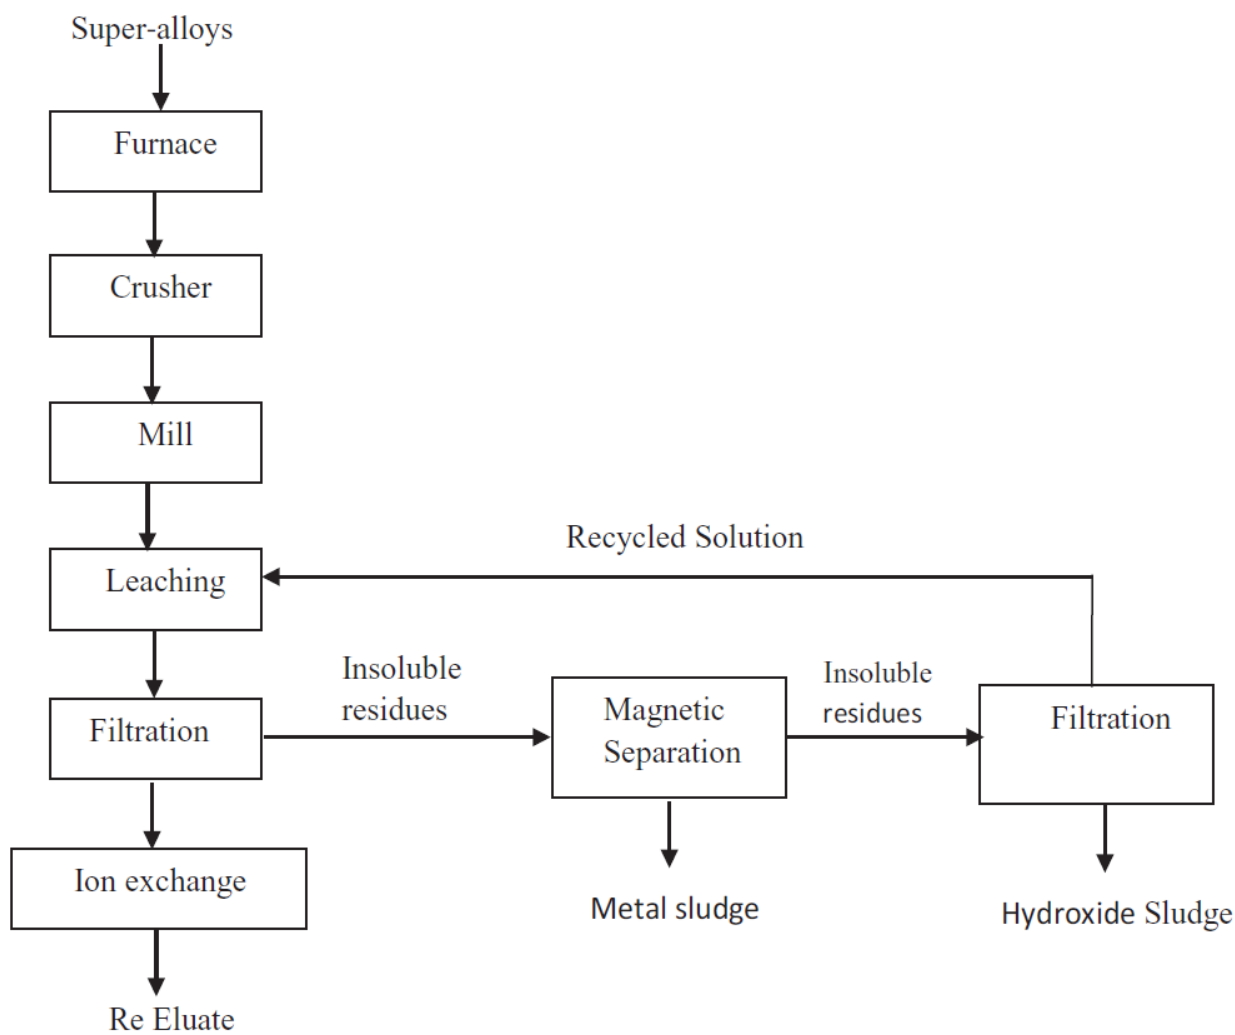 Super-alloys
Furnace
Crusher
Mill
Recycled Solution
Leaching
Insoluble
residues
Insoluble
residues
Filtration
Magnetic
Separation
Filtration
Ion exchange
Metal sludge
Hydroxide Sludge
Re Eluate